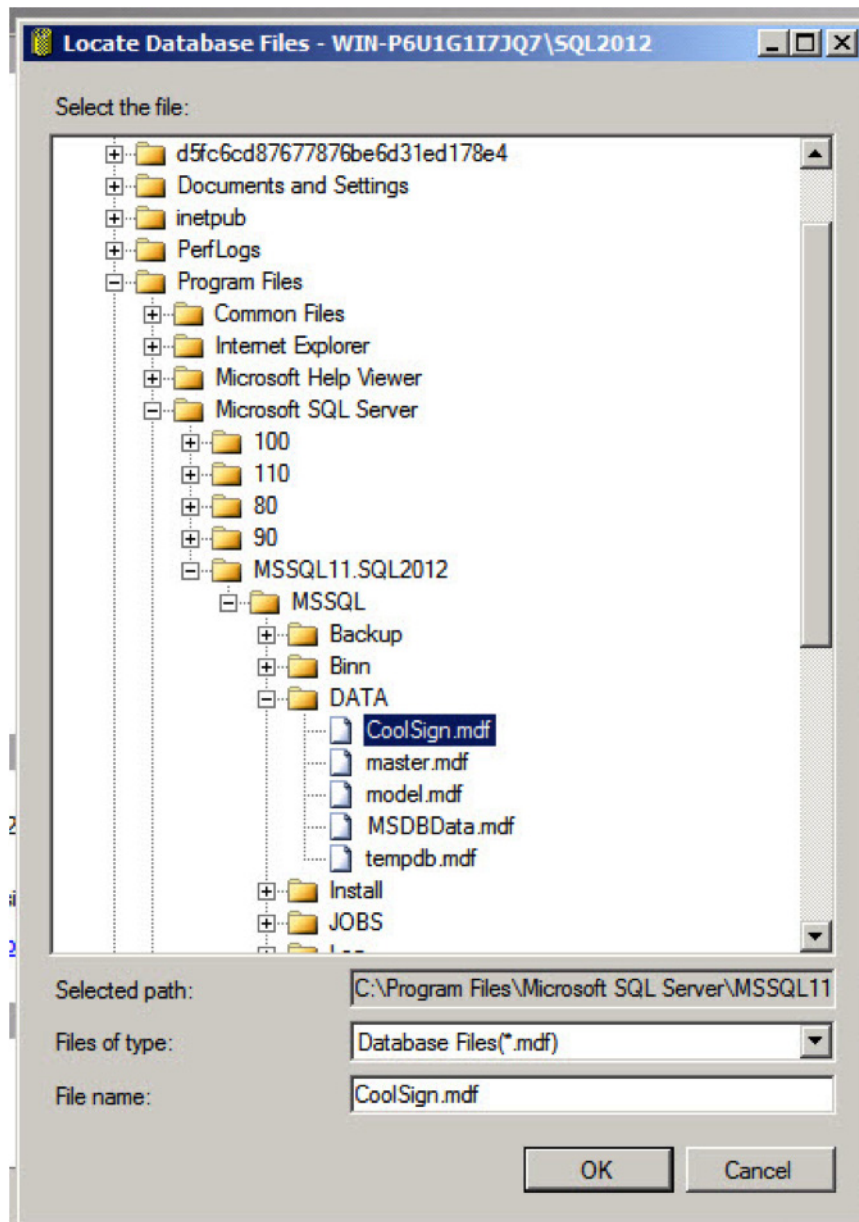 Locate Database Files - WIN-P6U1G1I7JQ7\SQL2012
Select the file:
d5fc6cd87677876be6d31ed178e4
Documents and Settings
inetpub
PerfLogs
Program Files
Common Files
Internet Explorer
Microsoft Help Viewer
Microsoft SQL Server
100
110
80
90
MSSQL11.SQL2012
MSSQL
Backup
Binn
DATA
CoolSign.mdf
master.mdf
model.mdf
MSDBData.mdf
tempdb.mdf
Install
JOBS
Selected path: C:\Program Files\Microsoft SQL Server\MSSQL11
Files of type: Database Files(*.mdf)
File name: CoolSign.mdf
OK Cancel